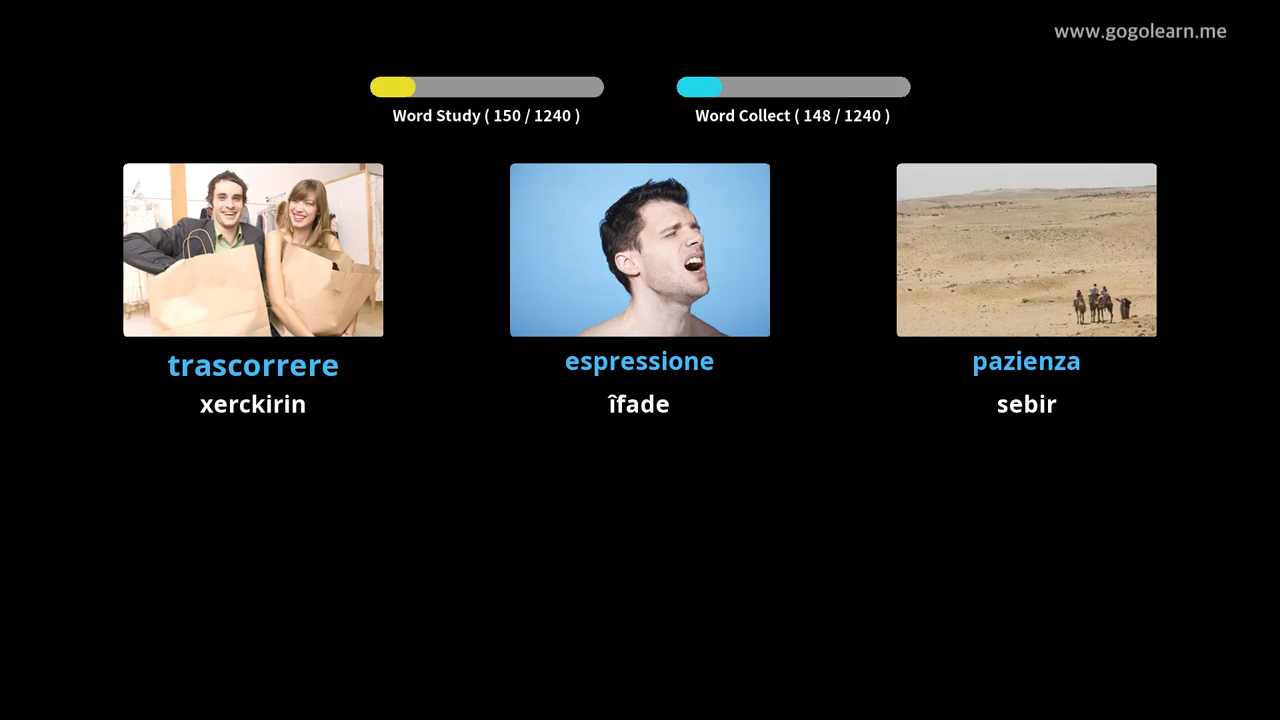 www.gogolearn.me
Word Study ( 150 / 1240 )
Word Collect ( 148 / 1240 )
trascorrere
xerckirin
espressione
îfade
pazienza
sebir